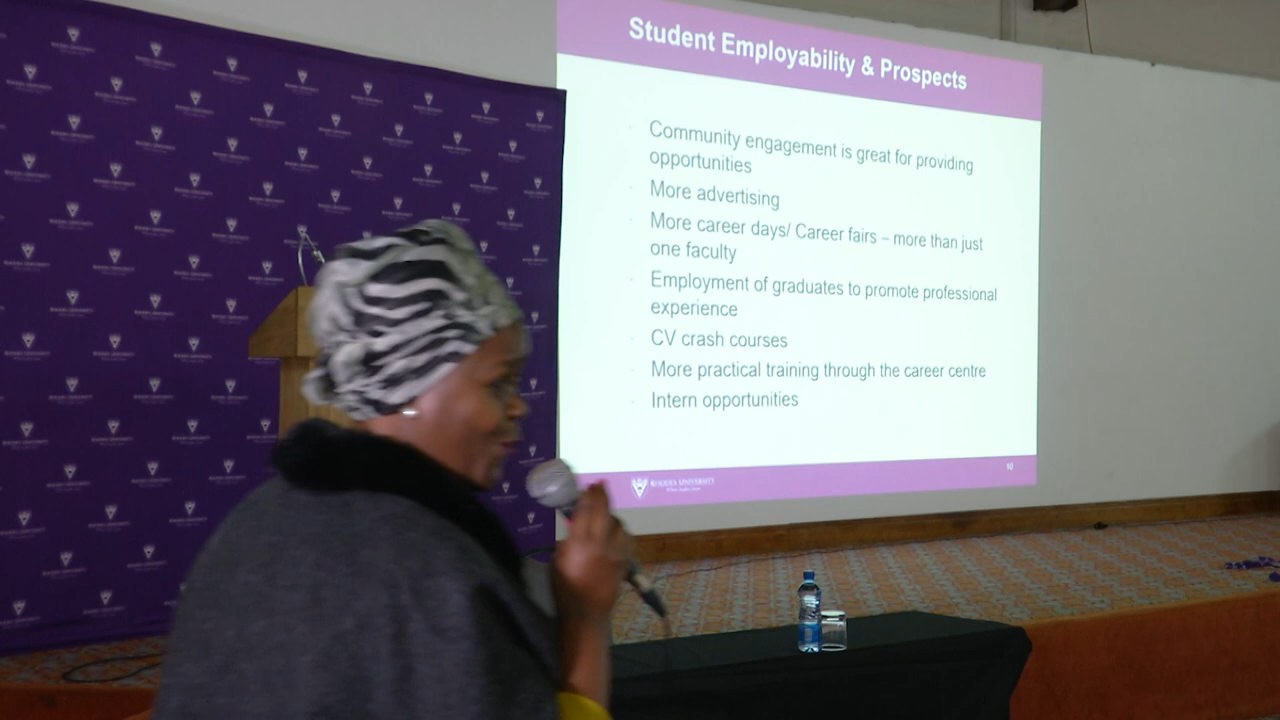 Student Employability & Prospects
Community engagement is great for providing
opportunities
More advertising
More career days/ Career fairs – more than just
one faculty
Employment of graduates to promote professional
experience
CV crash courses
More practical training through the career centre
Intern opportunities
RHODES UNIVERSITY
10